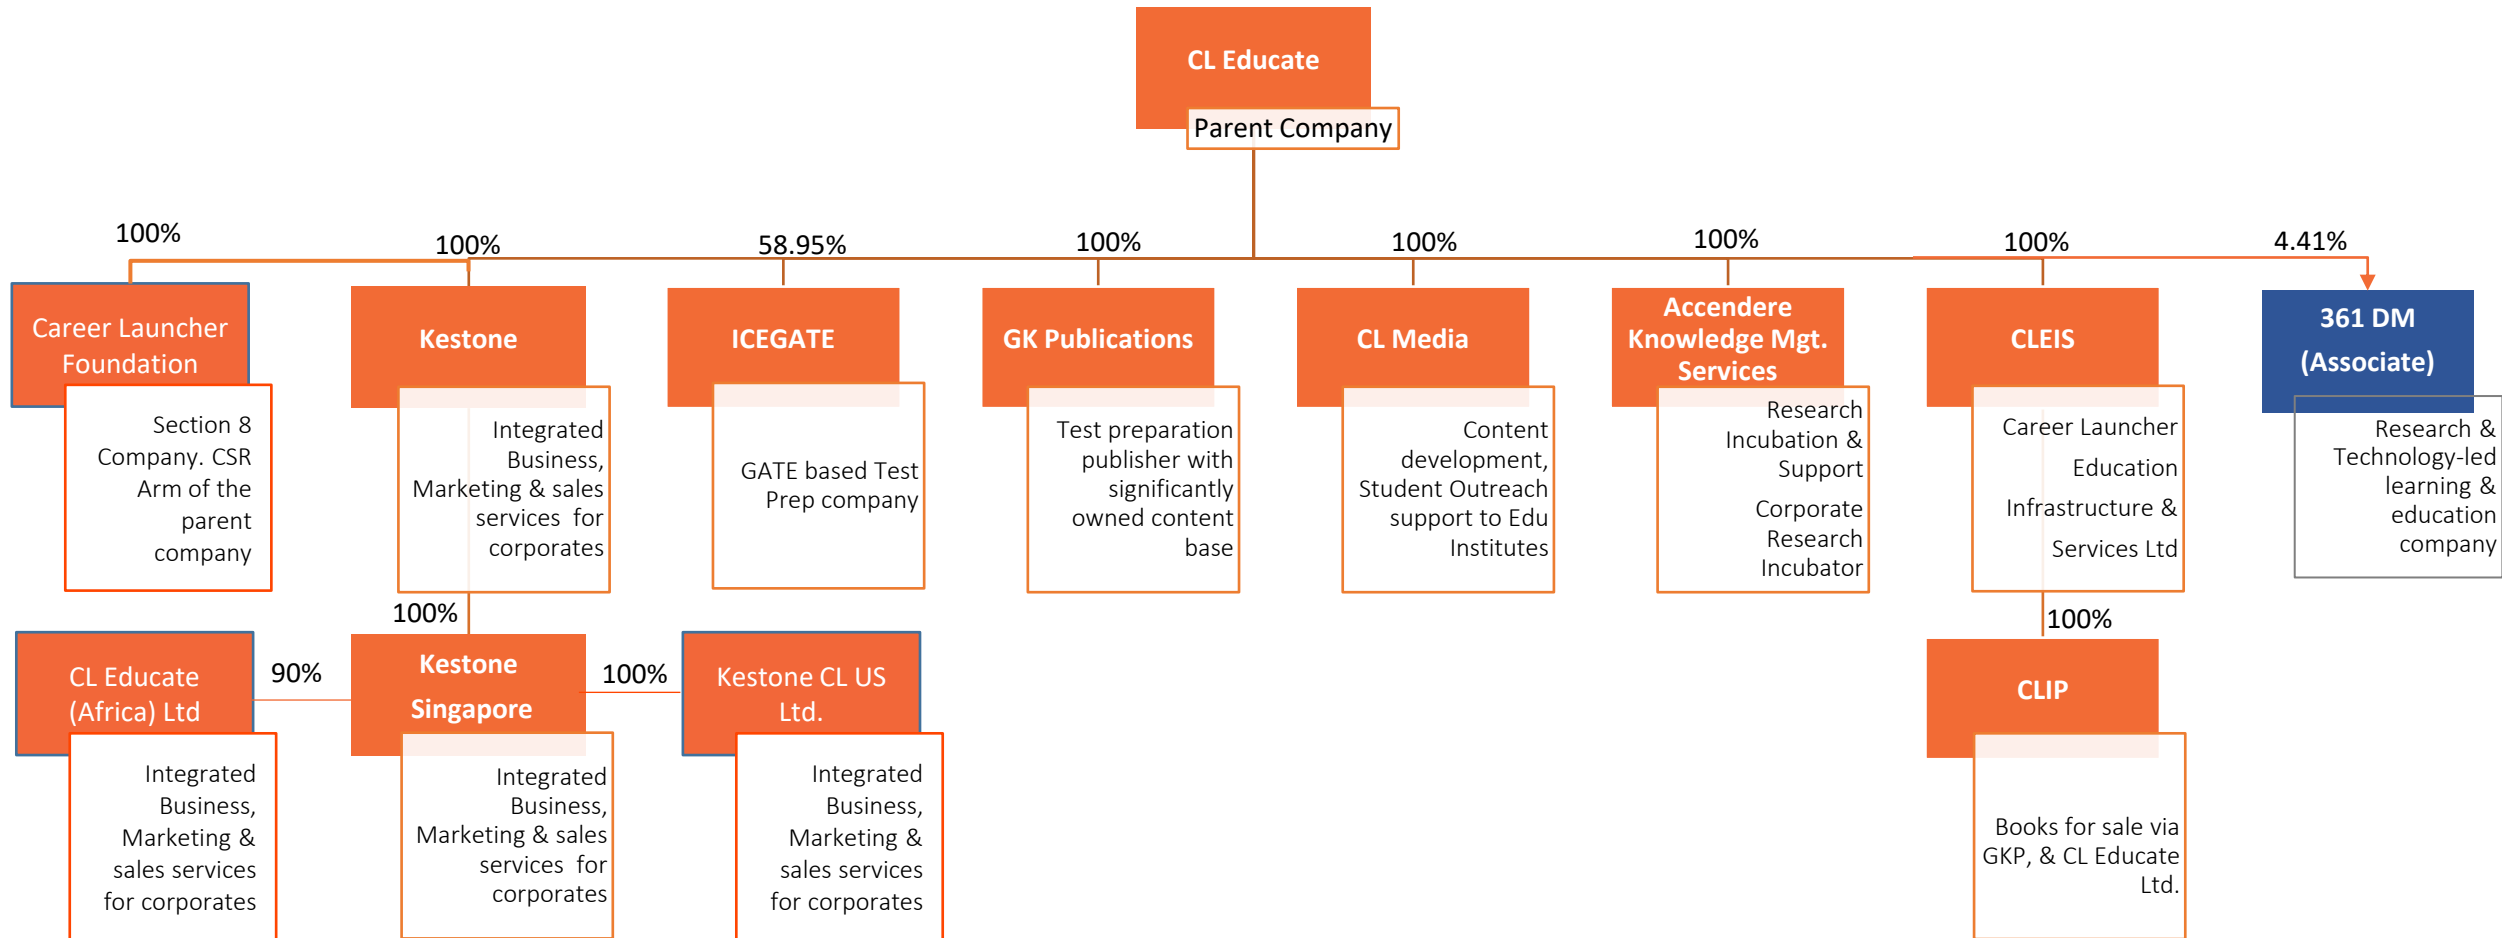 CL Educate
Parent Company
100%
100%
58.95%
100%
100%
100%
100%
4.41%
Career Launcher
Foundation
Section 8
Company. CSR
Arm of the
parent
company
Kestone
Integrated
Business,
Marketing & sales
services for
corporates
ICEGATE
GATE based Test
Prep company
GK Publications
Test preparation
publisher with
significantly
owned content
base
CL Media
Content
development,
Student Outreach
support to Edu
Institutes
Accendere
Knowledge Mgt.
Services
Research
Incubation &
Support
Corporate
Research
Incubator
CLEIS
Career Launcher
Education
Infrastructure &
Services Ltd
361 DM
(Associate)
Research &
Technology-led
learning &
education
company
100%
100%
CL Educate
(Africa) Ltd
90%
Kestone
Singapore
100%
Kestone CL US
Ltd.
CLIP
Integrated
Business,
Marketing &
sales services
for corporates
Integrated
Business,
Marketing & sales
services for
corporates
Integrated
Business,
Marketing &
sales services
for corporates
Books for sale via
GKP, & CL Educate
Ltd.